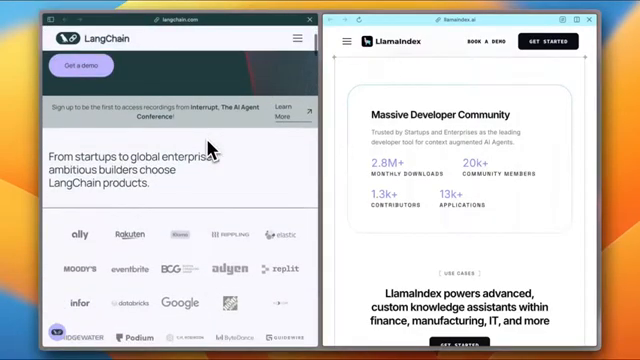 langchain.com
LangChain
Get a demo
Sign up to be the first to access recordings from Interrupt, The AI Agent
Conference!
Learn
More
From startups to global enterprises,
ambitious builders choose
LangChain products.
ally
Rakuten
RIPPLING
elastic
MOODY'S
eventbrite
BCG
adyen
replit
infor
databricks
Google
Podium
ByteDance
GUIDEWIRE
llamaindex.ai
LlamaIndex
BOOK A DEMO
GET STARTED
Massive Developer Community
Trusted by Startups and Enterprises as the leading
developer tool for context augmented AI Agents.
2.8M+
MONTHLY DOWNLOADS
20k+
COMMUNITY MEMBERS
1.3k+
CONTRIBUTORS
13k+
APPLICATIONS
[ USE CASES ]
LlamaIndex powers advanced,
custom knowledge assistants within
finance, manufacturing, IT, and more
GET STARTED